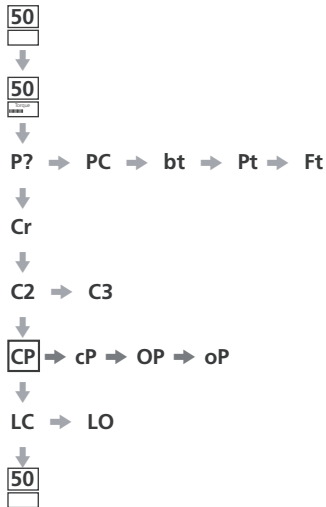 50
50
Torque
P? PC bt Pt Ft
Cr
C2 C3
CP cP OP oP
LC LO
50